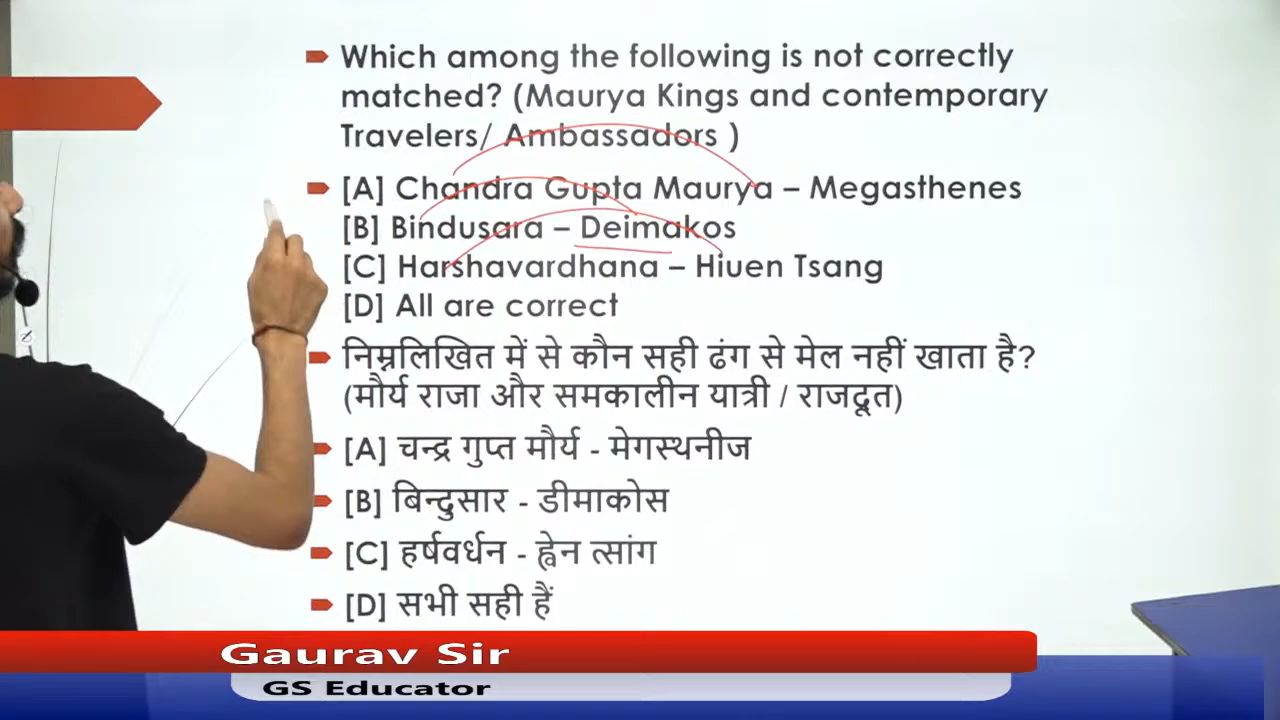 Which among the following is not correctly
matched? (Maurya Kings and contemporary
Travelers/ Ambassadors )
[A] Chandra Gupta Maurya – Megasthenes
[B] Bindusara – Deimakos
[C] Harshavardhana – Hiuen Tsang
[D] All are correct
निम्नलिखित में से कौन सही ढंग से मेल नहीं खाता है?
(मौर्य राजा और समकालीन यात्री / राजदूत)
[A] चन्द्र गुप्त मौर्य - मेगस्थनीज
[B] बिन्दुसार - डीमाकोस
[C] हर्षवर्धन - ह्वेन त्सांग
[D] सभी सही हैं
Gaurav Sir
GS Educator